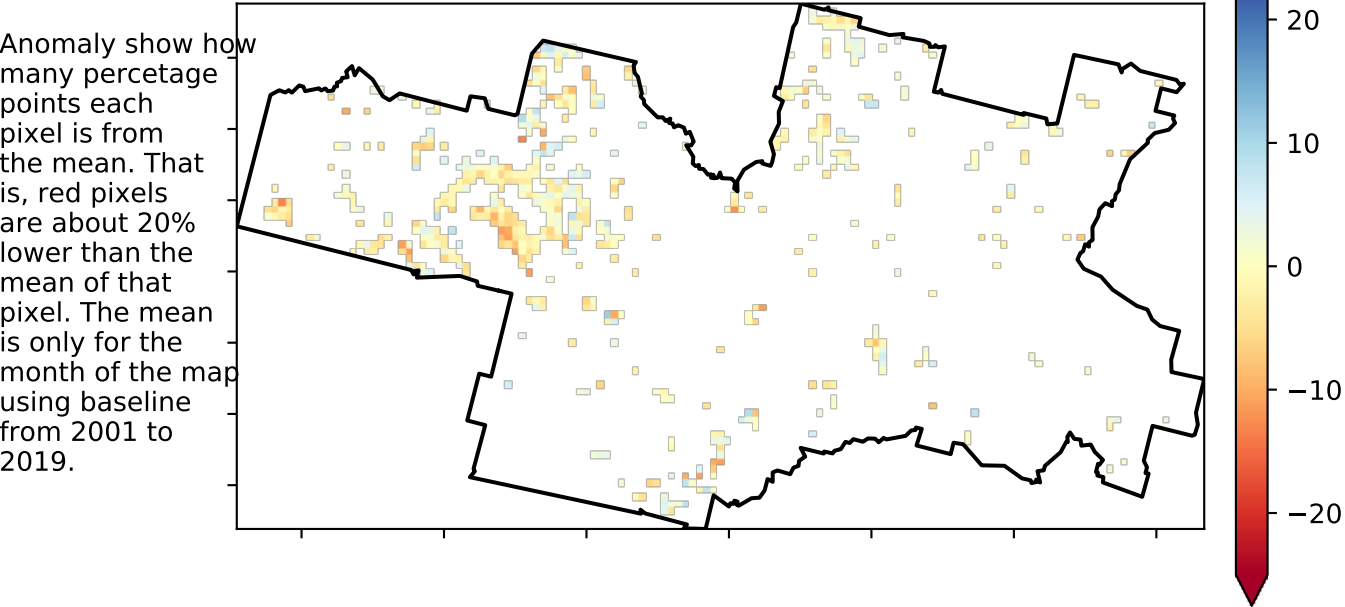 Anomaly show how
many percetage
points each
pixel is from
the mean. That
is, red pixels
are about 20%
lower than the
mean of that
pixel. The mean
is only for the
month of the map
using baseline
from 2001 to
2019.
20
10
0
−10
−20